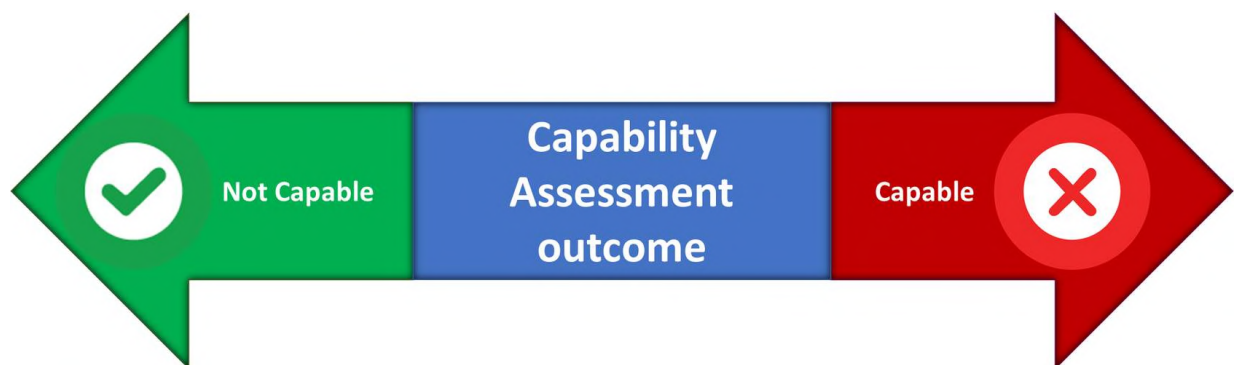 Not Capable
Capability
Assessment
outcome
Capable